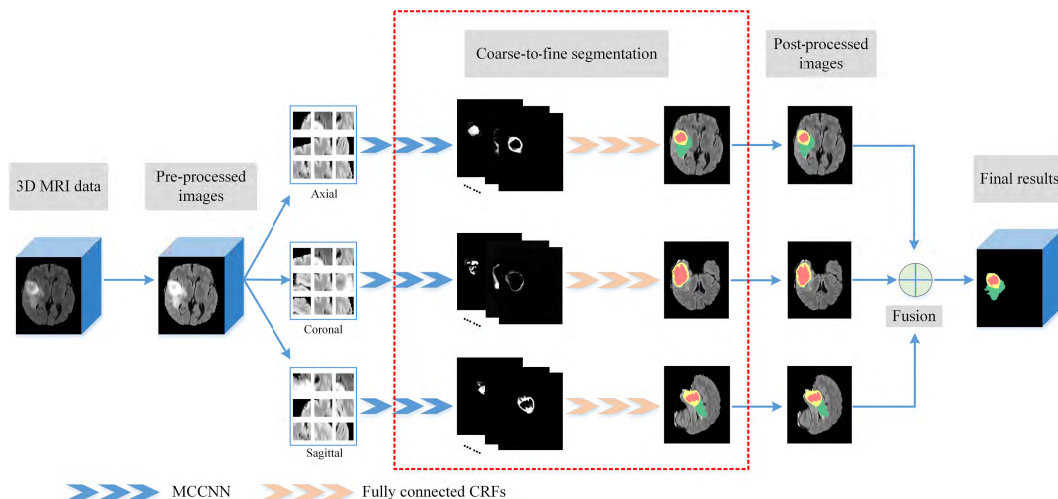 Coarse-to-fine segmentation
Post-processed
images
3D MRI data
Pre-processed
images
Axial
Final results
Coronal
Fusion
Sagittal
MCCNN
Fully connected CRFs